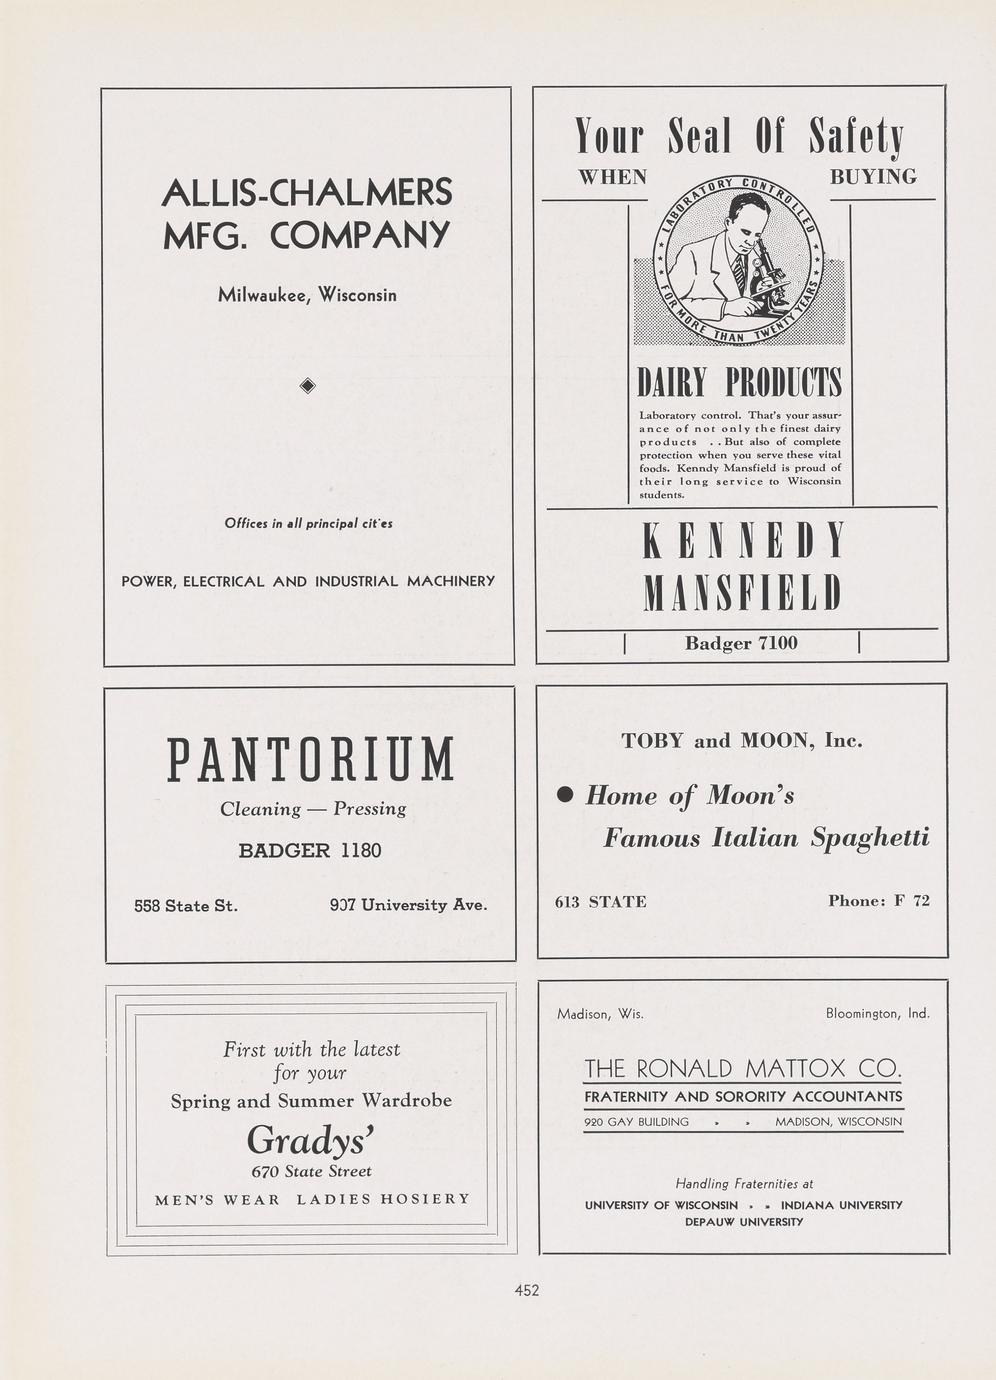 ALLIS-CHALMERS
MFG. COMPANY
Milwaukee, Wisconsin
Offices in all principal cities
POWER, ELECTRICAL AND INDUSTRIAL MACHINERY
Your Seal Of Safety
WHEN BUYING
LABORATORY CONTROLLED
FOR MORE THAN TWENTY YEARS
DAIRY PRODUCTS
Laboratory control. That's your assur-
ance of not only the finest dairy
products . . But also of complete
protection when you serve these vital
foods. Kenndy Mansfield is proud of
their long service to Wisconsin
students.
KENNEDY
MANSFIELD
Badger 7100
PANTORIUM
Cleaning — Pressing
BADGER 1180
558 State St. 907 University Ave.
TOBY and MOON, Inc.
● Home of Moon's
Famous Italian Spaghetti
613 STATE Phone: F 72
First with the latest
for your
Spring and Summer Wardrobe
Gradys'
670 State Street
MEN'S WEAR LADIES HOSIERY
Madison, Wis. Bloomington, Ind.
THE RONALD MATTOX CO.
FRATERNITY AND SORORITY ACCOUNTANTS
920 GAY BUILDING » » MADISON, WISCONSIN
Handling Fraternities at
UNIVERSITY OF WISCONSIN » » INDIANA UNIVERSITY
DEPAUW UNIVERSITY
452